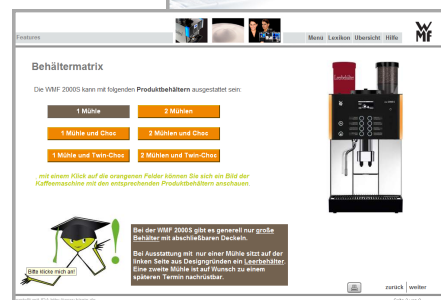 Features
Menü Lexikon Übersicht Hilfe
WMF
Behältermatrix
Die WMF 2000S kann mit folgenden Produktbehältern ausgestattet sein:
1 Mühle
2 Mühlen
1 Mühle und Choc
2 Mühlen und Choc
1 Mühle und Twin-Choc
2 Mühlen und Twin-Choc
...mit einem Klick auf die orangenen Felder können Sie sich ein Bild der
Kaffeemaschine mit den entsprechenden Produktbehältern anschauen.
Leerbehälter
Bei der WMF 2000S gibt es generell nur große
Behälter mit abschließbaren Deckeln.
Bei Ausstattung mit nur einer Mühle sitzt auf der
linken Seite aus Designgründen ein Leerbehälter.
Eine zweite Mühle ist auf Wunsch zu einem
späteren Termin nachrüstbar.
Bitte klicke mich an!
zurück weiter